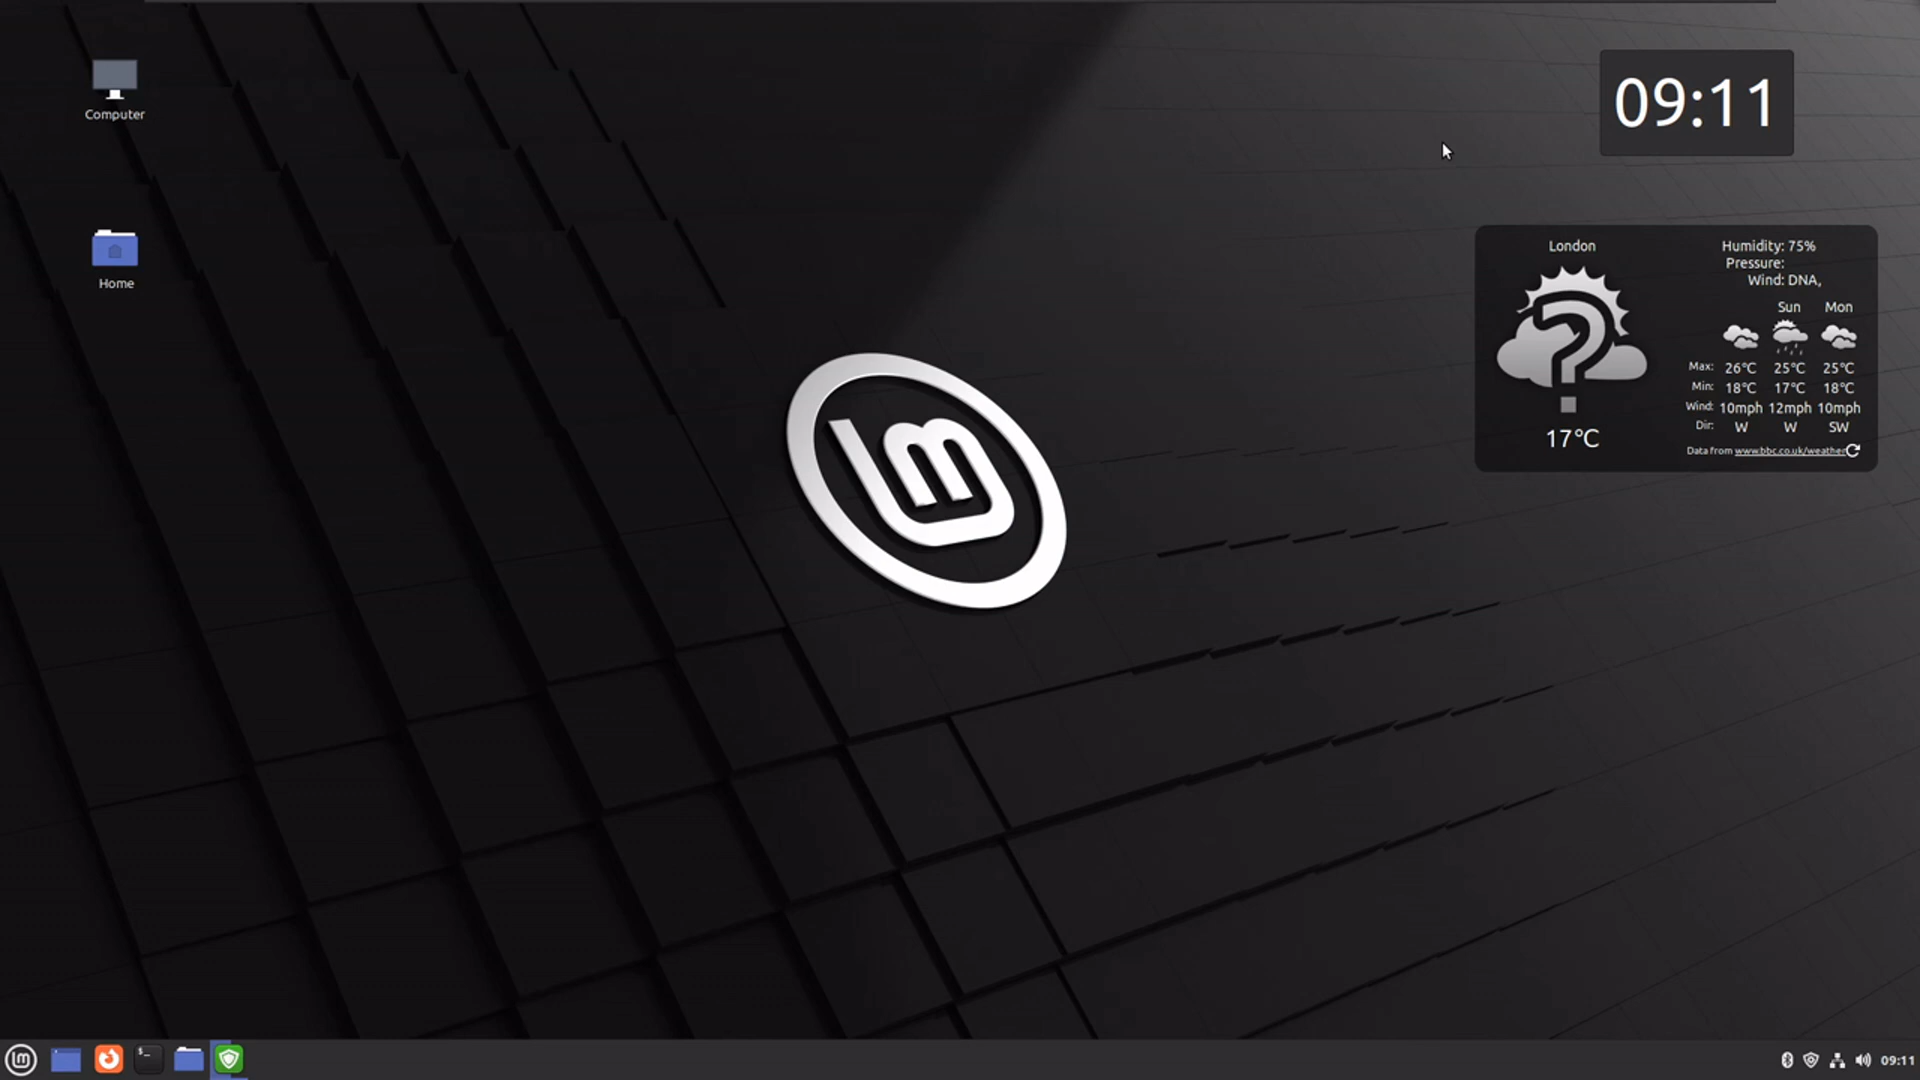 Computer
Home
09:11
London
17°C
Humidity: 75%
Pressure:
Wind: DNA,
Sun Mon
Max: 26°C 25°C 25°C
Min: 18°C 17°C 18°C
Wind: 10mph 12mph 10mph
Dir: W W SW
Data from www.bbc.co.uk/weather
lm
$-
09:11